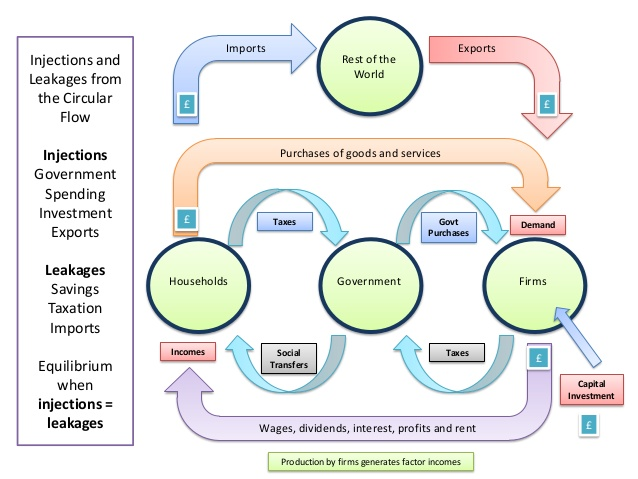 Injections and
Leakages from
the Circular
Flow
Injections
Government
Spending
Investment
Exports
Leakages
Savings
Taxation
Imports
Equilibrium
when
injections =
leakages
Imports
Rest of the
World
Exports
£
£
Purchases of goods and services
£
Taxes
Govt
Purchases
Demand
Households
Government
Firms
Incomes
Social
Transfers
Taxes
£
Capital
Investment
£
Wages, dividends, interest, profits and rent
Production by firms generates factor incomes